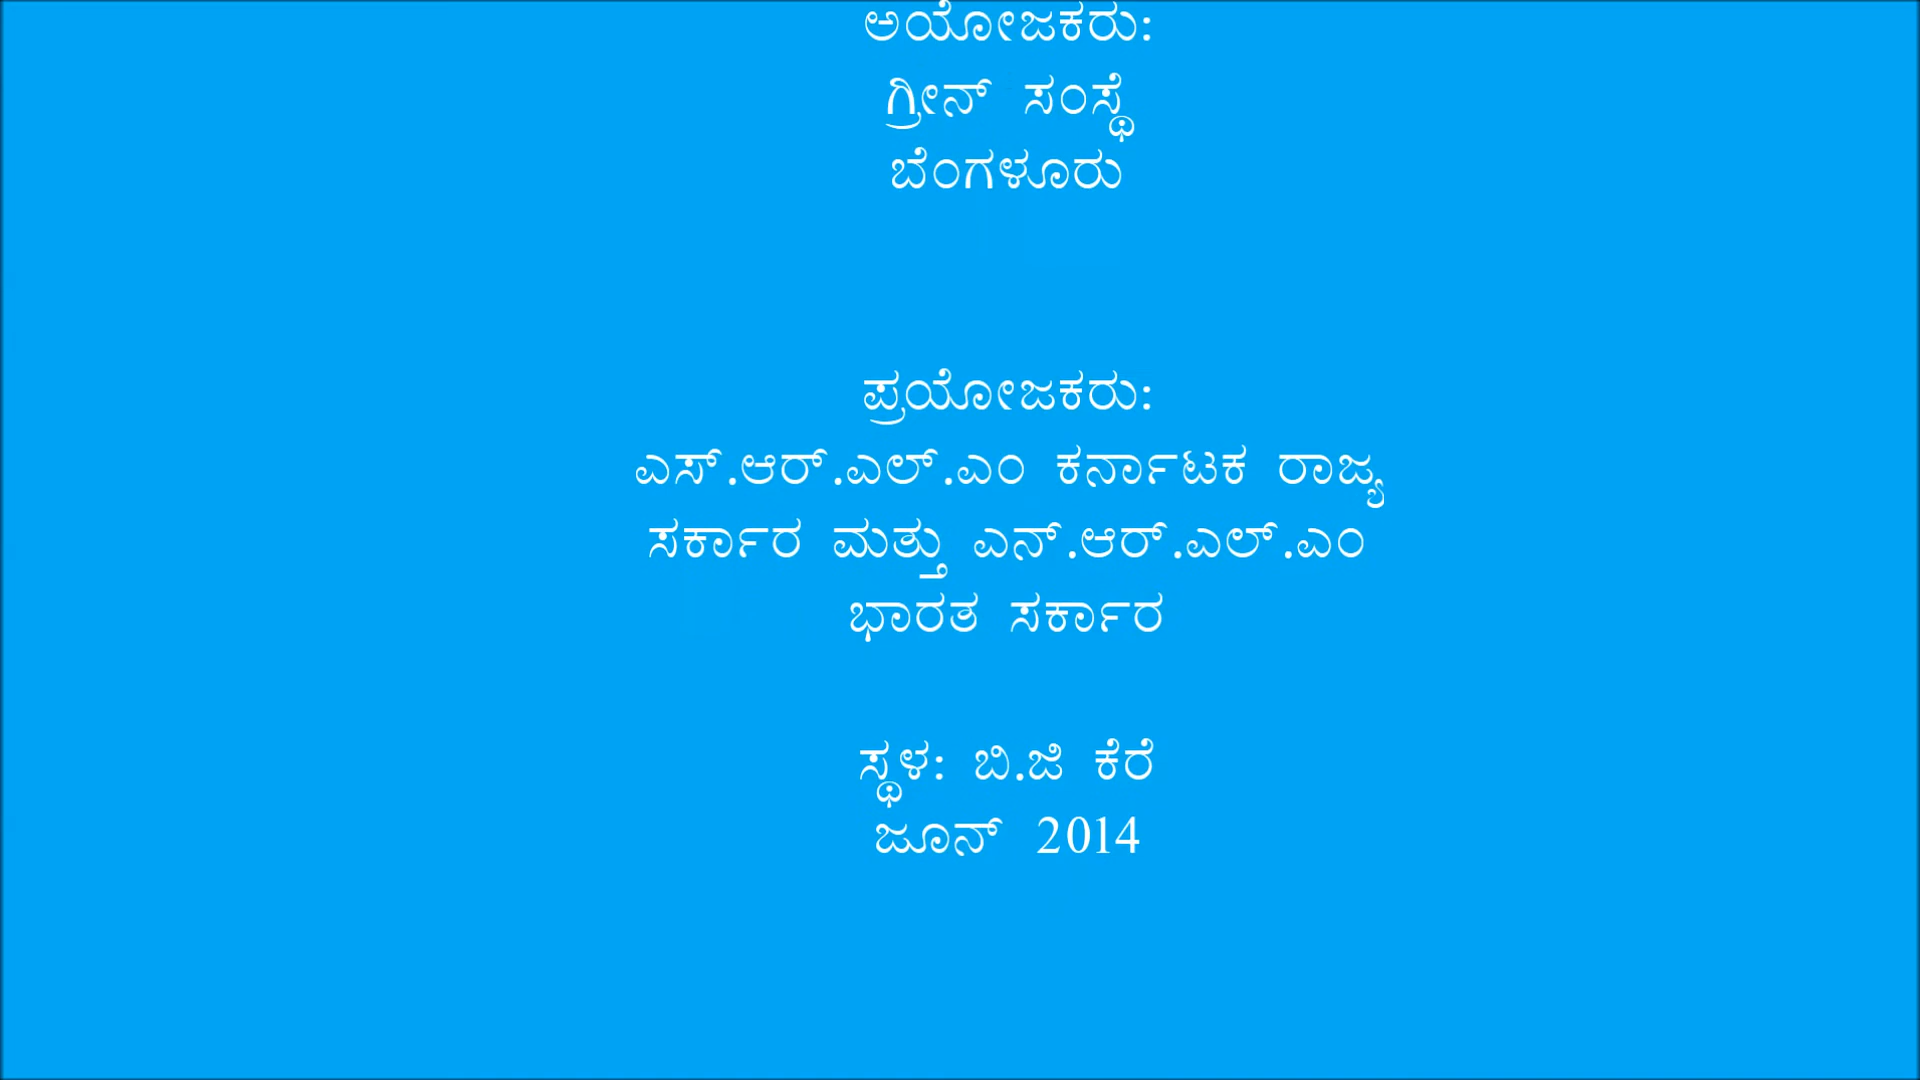 ಅಯೋಜಕರು:
ಗ್ರೀನ್ ಸಂಸ್ಥೆ
ಬೆಂಗಳೂರು
ಪ್ರಯೋಜಕರು:
ಎಸ್.ಆರ್.ಎಲ್.ಎಂ ಕರ್ನಾಟಕ ರಾಜ್ಯ
ಸರ್ಕಾರ ಮತ್ತು ಎನ್.ಆರ್.ಎಲ್.ಎಂ
ಭಾರತ ಸರ್ಕಾರ
ಸ್ಥಳ: ಬಿ.ಜಿ ಕೆರೆ
ಜೂನ್ 2014